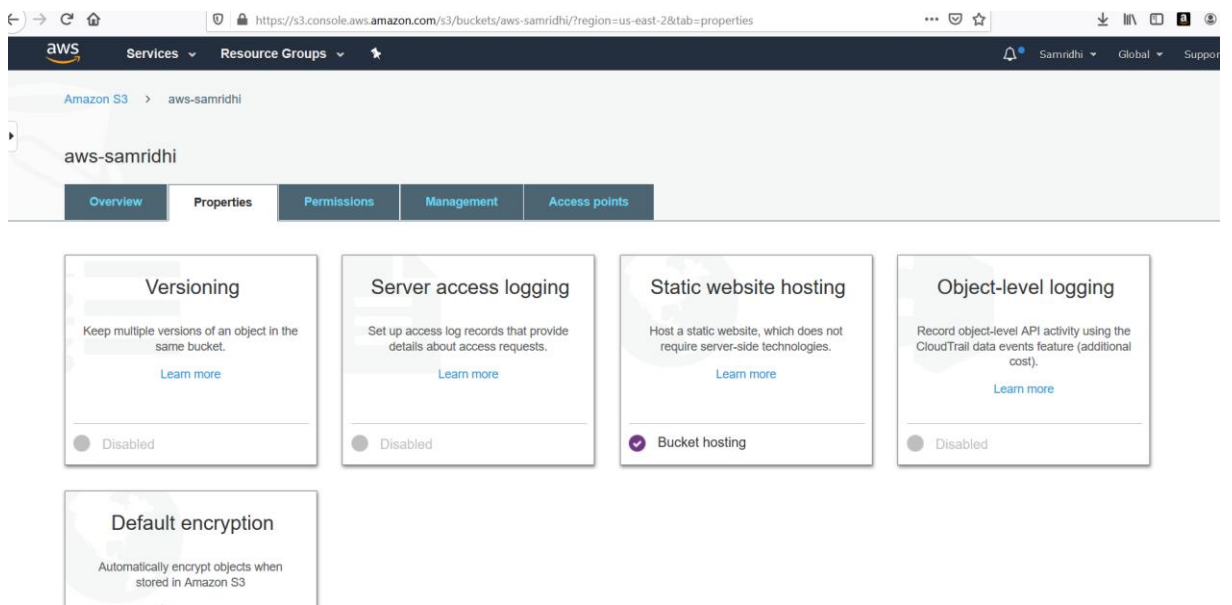 https://s3.console.aws.amazon.com/s3/buckets/aws-samridhi/?region=us-east-2&tab=properties
aws Services Resource Groups Samridhi Global Suppor
Amazon S3 > aws-samridhi
aws-samridhi
Overview Properties Permissions Management Access points
Versioning
Keep multiple versions of an object in the
same bucket.
Learn more
Disabled
Server access logging
Set up access log records that provide
details about access requests.
Learn more
Disabled
Static website hosting
Host a static website, which does not
require server-side technologies.
Learn more
Bucket hosting
Object-level logging
Record object-level API activity using the
CloudTrail data events feature (additional
cost).
Learn more
Disabled
Default encryption
Automatically encrypt objects when
stored in Amazon S3